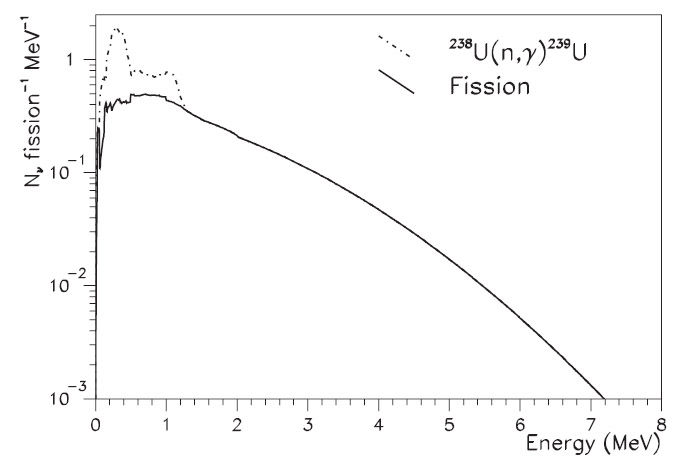 ²³⁸U(n,γ)²³⁹U
Fission
N_ν fission⁻¹ MeV⁻¹
1
10⁻¹
10⁻²
10⁻³
0 1 2 3 4 5 6 7 8
Energy (MeV)